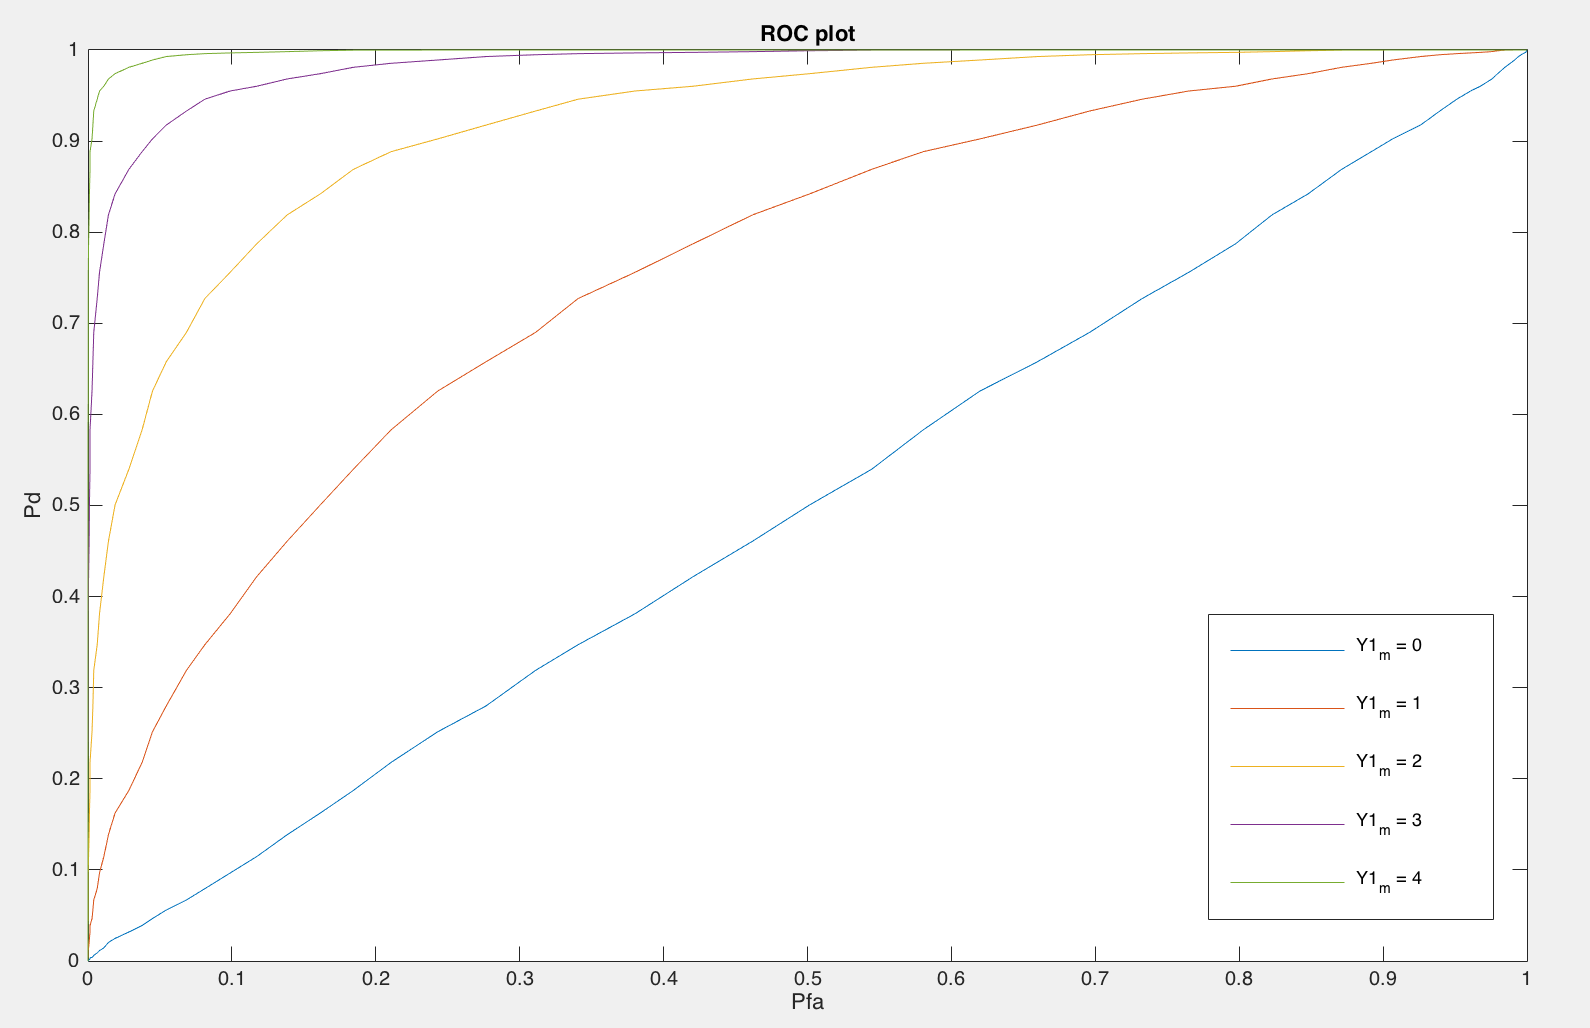 ROC plot
1
0.9
0.8
0.7
0.6
0.5
0.4
0.3
0.2
0.1
0
Pd
0 0.1 0.2 0.3 0.4 0.5 0.6 0.7 0.8 0.9 1
Pfa
Y1m = 0
Y1m = 1
Y1m = 2
Y1m = 3
Y1m = 4